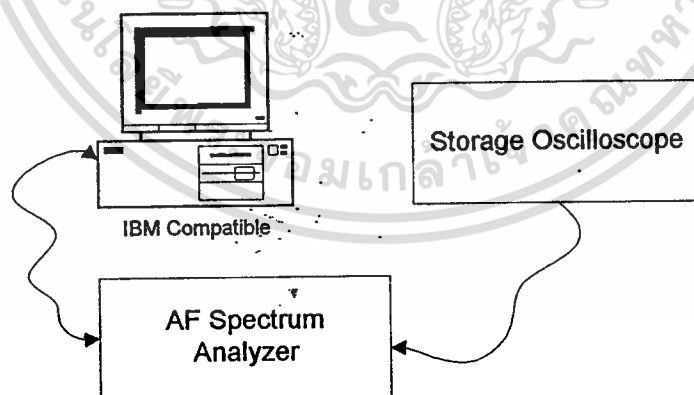 Storage Oscilloscope
IBM Compatible
AF Spectrum
Analyzer